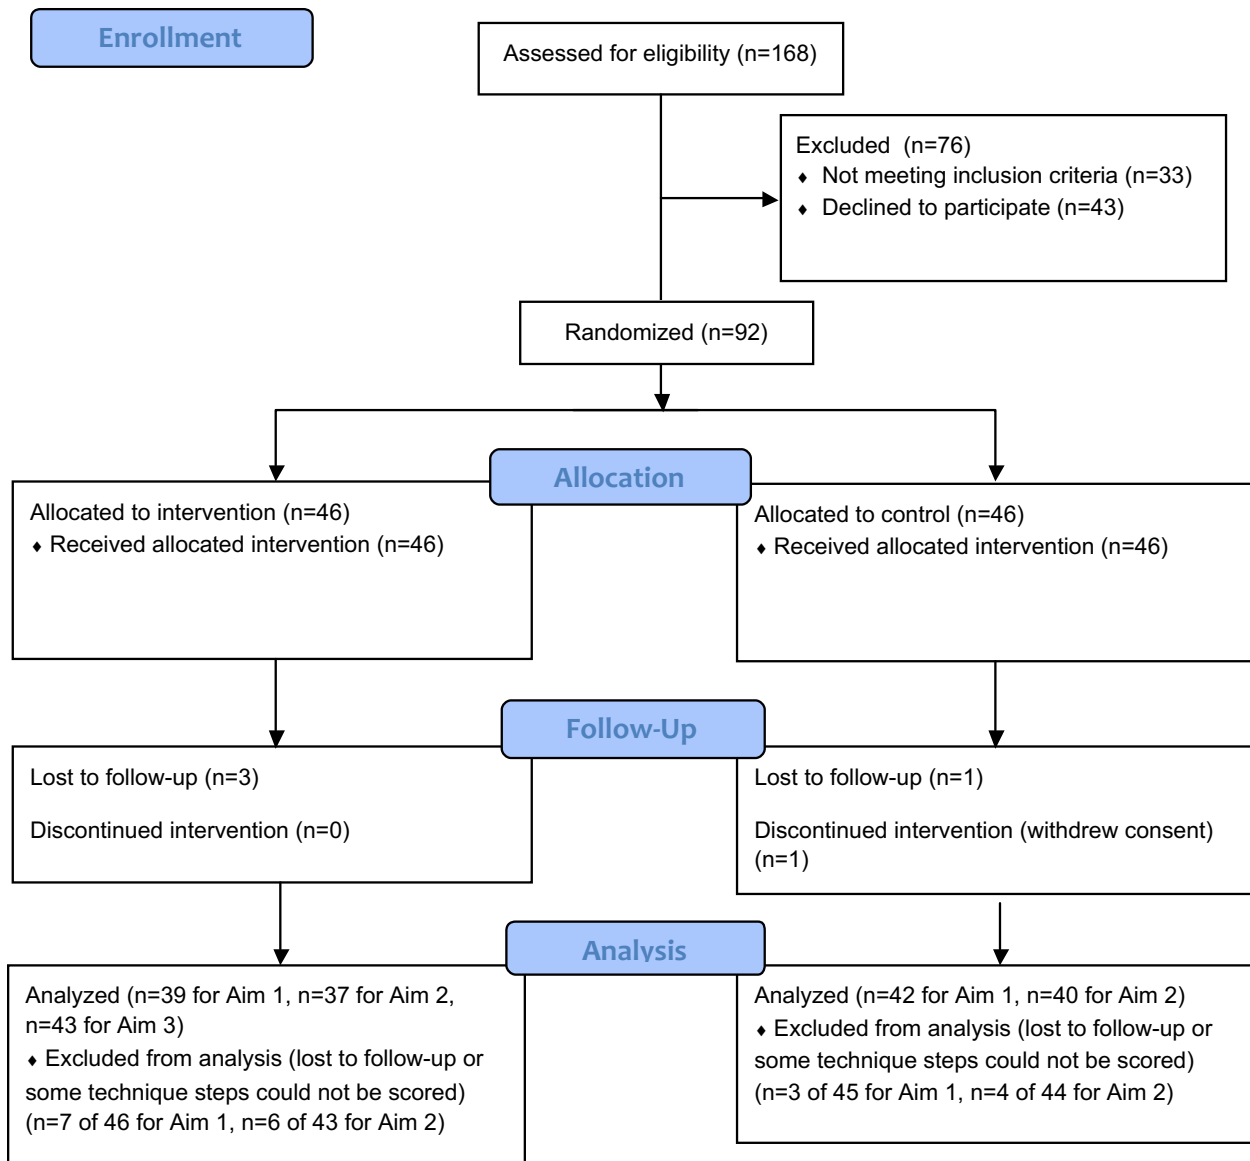 Enrollment
Assessed for eligibility (n=168)
Excluded (n=76)
♦ Not meeting inclusion criteria (n=33)
♦ Declined to participate (n=43)
Randomized (n=92)
Allocation
Allocated to intervention (n=46)
♦ Received allocated intervention (n=46)
Allocated to control (n=46)
♦ Received allocated intervention (n=46)
Follow-Up
Lost to follow-up (n=3)
Discontinued intervention (n=0)
Lost to follow-up (n=1)
Discontinued intervention (withdrew consent)
(n=1)
Analysis
Analyzed (n=39 for Aim 1, n=37 for Aim 2,
n=43 for Aim 3)
♦ Excluded from analysis (lost to follow-up or
some technique steps could not be scored)
(n=7 of 46 for Aim 1, n=6 of 43 for Aim 2)
Analyzed (n=42 for Aim 1, n=40 for Aim 2)
♦ Excluded from analysis (lost to follow-up or
some technique steps could not be scored)
(n=3 of 45 for Aim 1, n=4 of 44 for Aim 2)